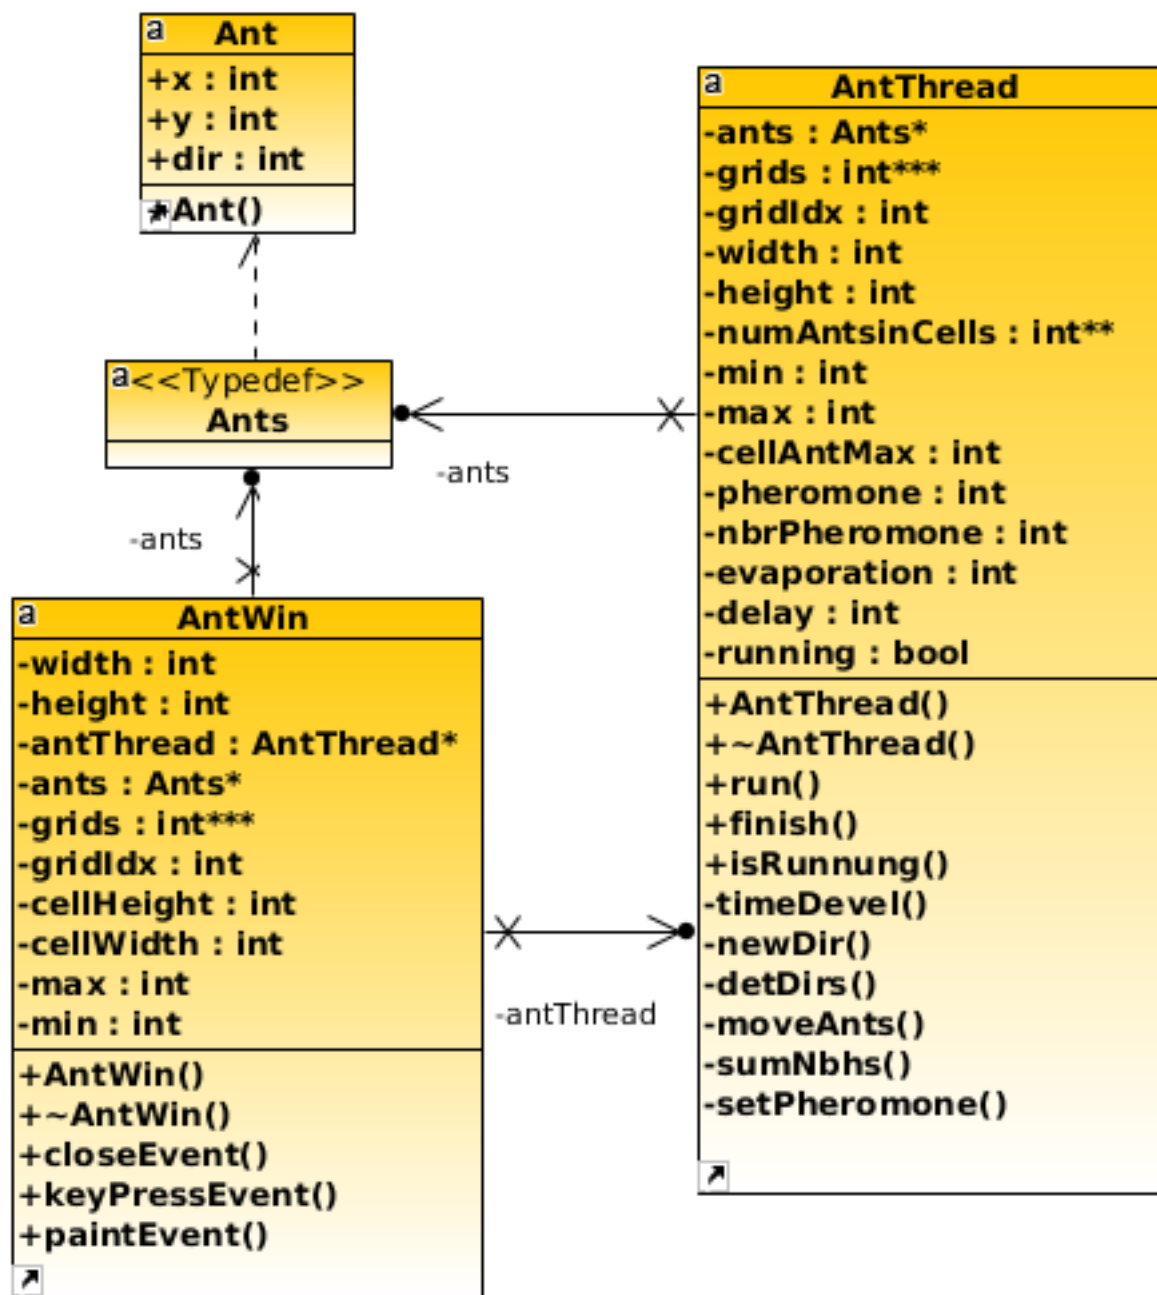 a Ant
+x : int
+y : int
+dir : int
+Ant()
a <<Typedef>>
Ants
-ants
-ants
a AntWin
-width : int
-height : int
-antThread : AntThread*
-ants : Ants*
-grids : int***
-gridIdx : int
-cellHeight : int
-cellWidth : int
-max : int
-min : int
+AntWin()
+~AntWin()
+closeEvent()
+keyPressEvent()
+paintEvent()
-antThread
a AntThread
-ants : Ants*
-grids : int***
-gridIdx : int
-width : int
-height : int
-numAntsinCells : int**
-min : int
-max : int
-cellAntMax : int
-pheromone : int
-nbrPheromone : int
-evaporation : int
-delay : int
-running : bool
+AntThread()
+~AntThread()
+run()
+finish()
+isRunnung()
-timeDevel()
-newDir()
-detDirs()
-moveAnts()
-sumNbhs()
-setPheromone()